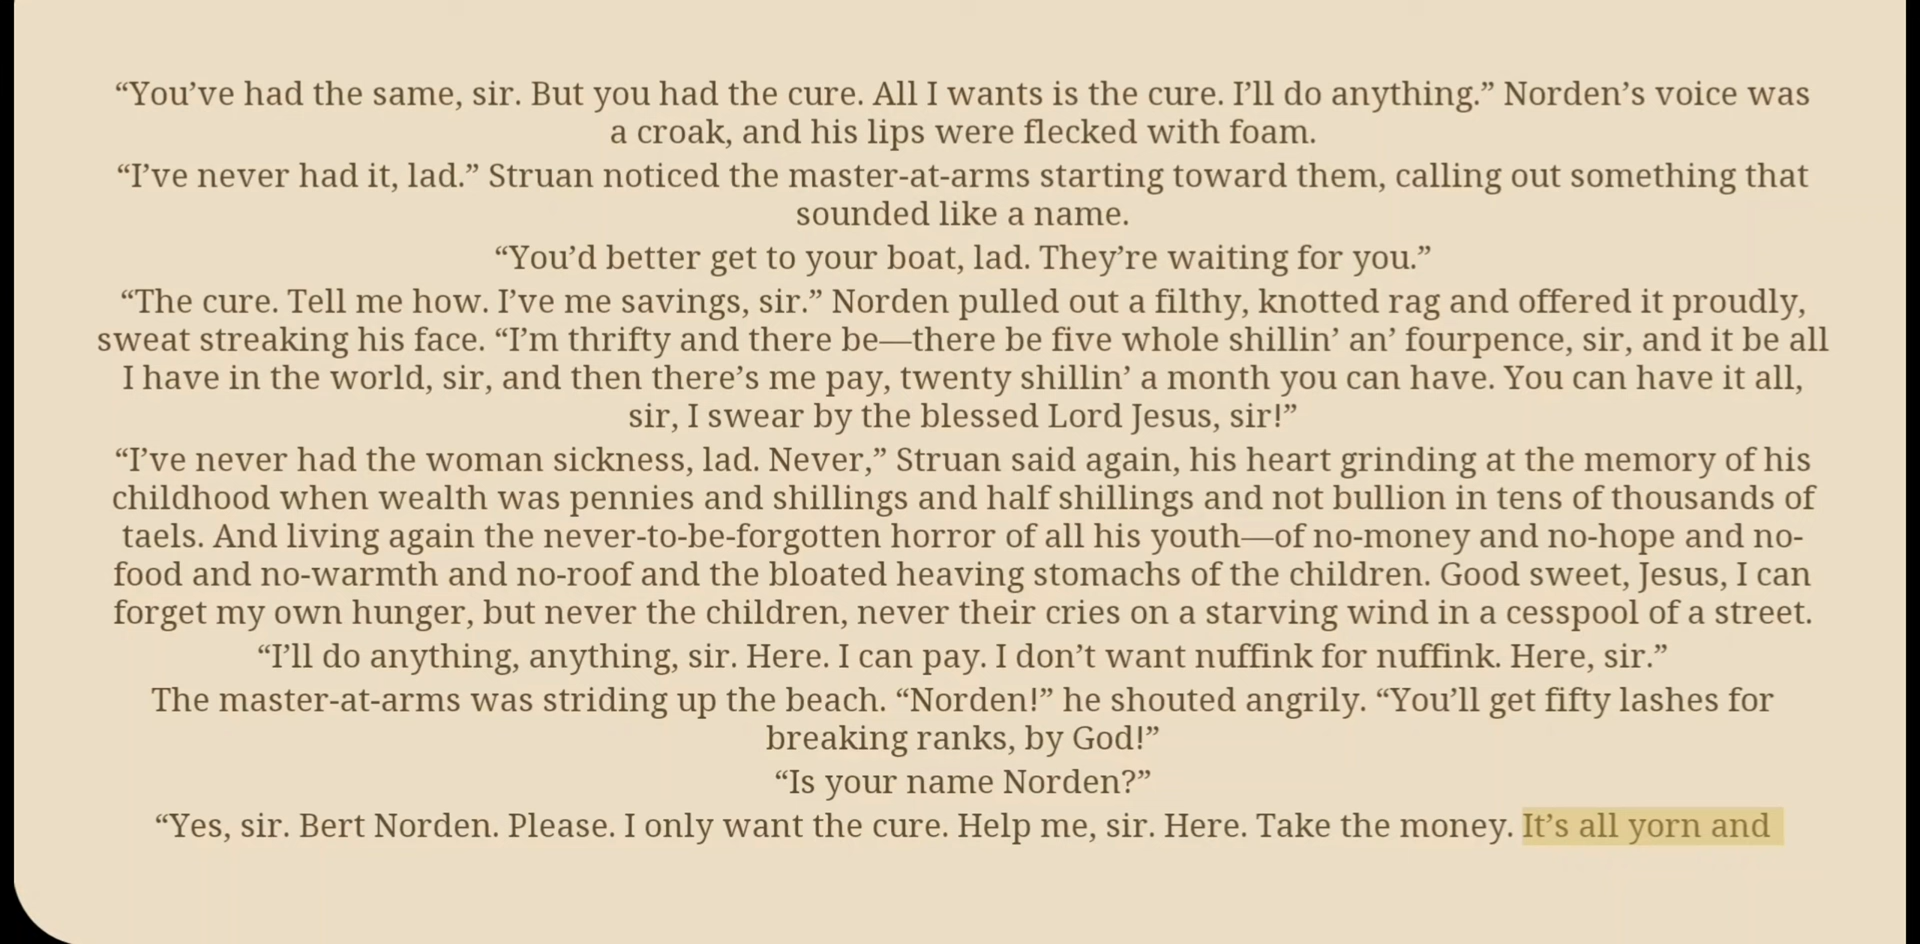 “You’ve had the same, sir. But you had the cure. All I wants is the cure. I’ll do anything.” Norden’s voice was
a croak, and his lips were flecked with foam.
“I’ve never had it, lad.” Struan noticed the master-at-arms starting toward them, calling out something that
sounded like a name.
“You’d better get to your boat, lad. They’re waiting for you.”
“The cure. Tell me how. I’ve me savings, sir.” Norden pulled out a filthy, knotted rag and offered it proudly,
sweat streaking his face. “I’m thrifty and there be—there be five whole shillin’ an’ fourpence, sir, and it be all
I have in the world, sir, and then there’s me pay, twenty shillin’ a month you can have. You can have it all,
sir, I swear by the blessed Lord Jesus, sir!”
“I’ve never had the woman sickness, lad. Never,” Struan said again, his heart grinding at the memory of his
childhood when wealth was pennies and shillings and half shillings and not bullion in tens of thousands of
taels. And living again the never-to-be-forgotten horror of all his youth—of no-money and no-hope and no-
food and no-warmth and no-roof and the bloated heaving stomachs of the children. Good sweet, Jesus, I can
forget my own hunger, but never the children, never their cries on a starving wind in a cesspool of a street.
“I’ll do anything, anything, sir. Here. I can pay. I don’t want nuffink for nuffink. Here, sir.”
The master-at-arms was striding up the beach. “Norden!” he shouted angrily. “You’ll get fifty lashes for
breaking ranks, by God!”
“Is your name Norden?”
“Yes, sir. Bert Norden. Please. I only want the cure. Help me, sir. Here. Take the money. It’s all yorn and